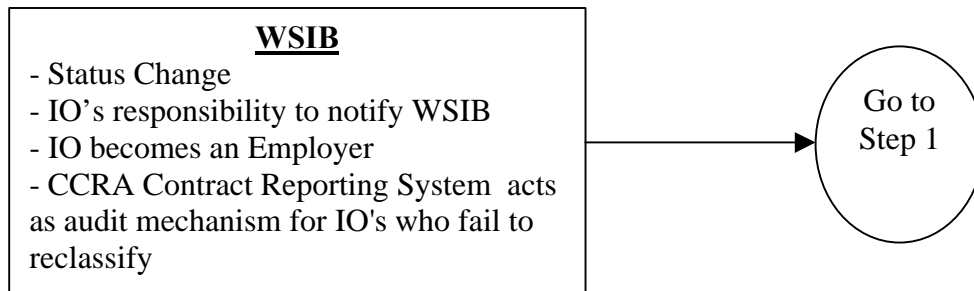 WSIB
- Status Change
- IO’s responsibility to notify WSIB
- IO becomes an Employer
- CCRA Contract Reporting System  acts
as audit mechanism for IO's who fail to
reclassify
Go to
Step 1